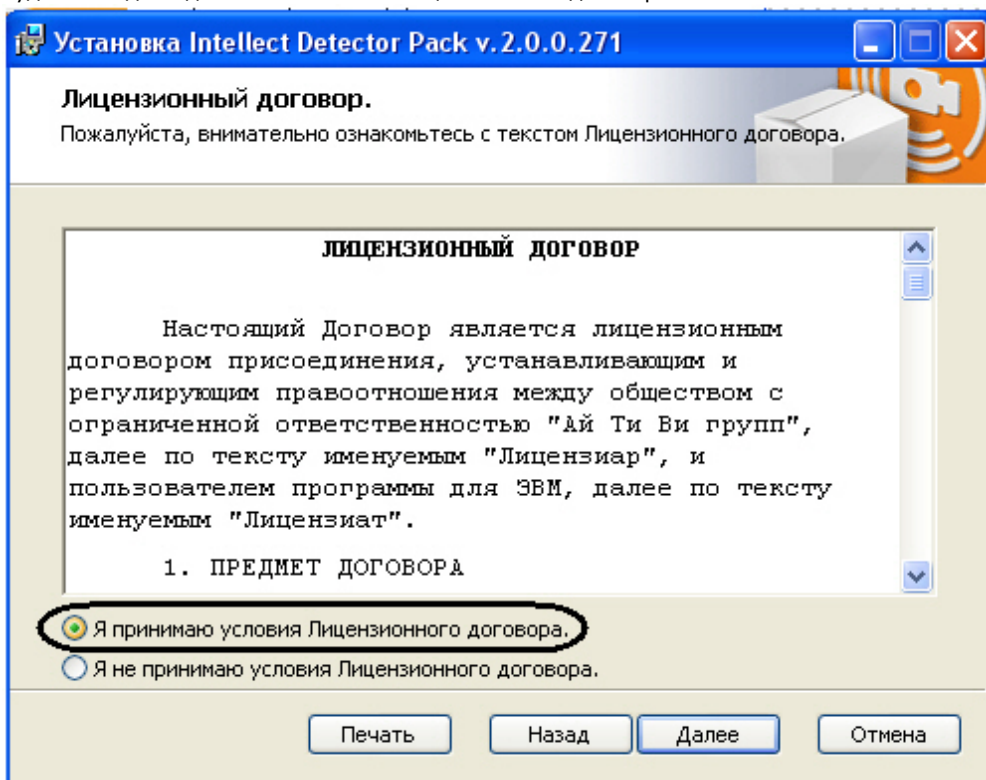 Установка Intellect Detector Pack v.2.0.0.271
Лицензионный договор.
Пожалуйста, внимательно ознакомьтесь с текстом Лицензионного договора.
ЛИЦЕНЗИОННЫЙ ДОГОВОР
Настоящий Договор является лицензионным
договором присоединения, устанавливающим и
регулирующим правоотношения между обществом с
ограниченной ответственностью "Ай Ти Ви групп",
далее по тексту именуемым "Лицензиар", и
пользователем программы для ЭВМ, далее по тексту
именуемым "Лицензиат".
1. ПРЕДМЕТ ДОГОВОРА
Я принимаю условия Лицензионного договора.
Я не принимаю условия Лицензионного договора.
Печать Назад Далее Отмена